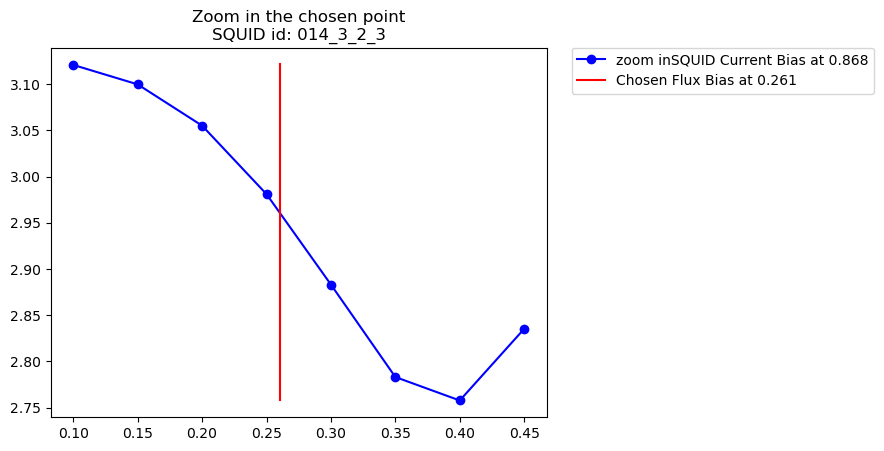 Zoom in the chosen point
SQUID id: 014_3_2_3
zoom inSQUID Current Bias at 0.868
Chosen Flux Bias at 0.261
3.10
3.05
3.00
2.95
2.90
2.85
2.80
2.75
0.10 0.15 0.20 0.25 0.30 0.35 0.40 0.45